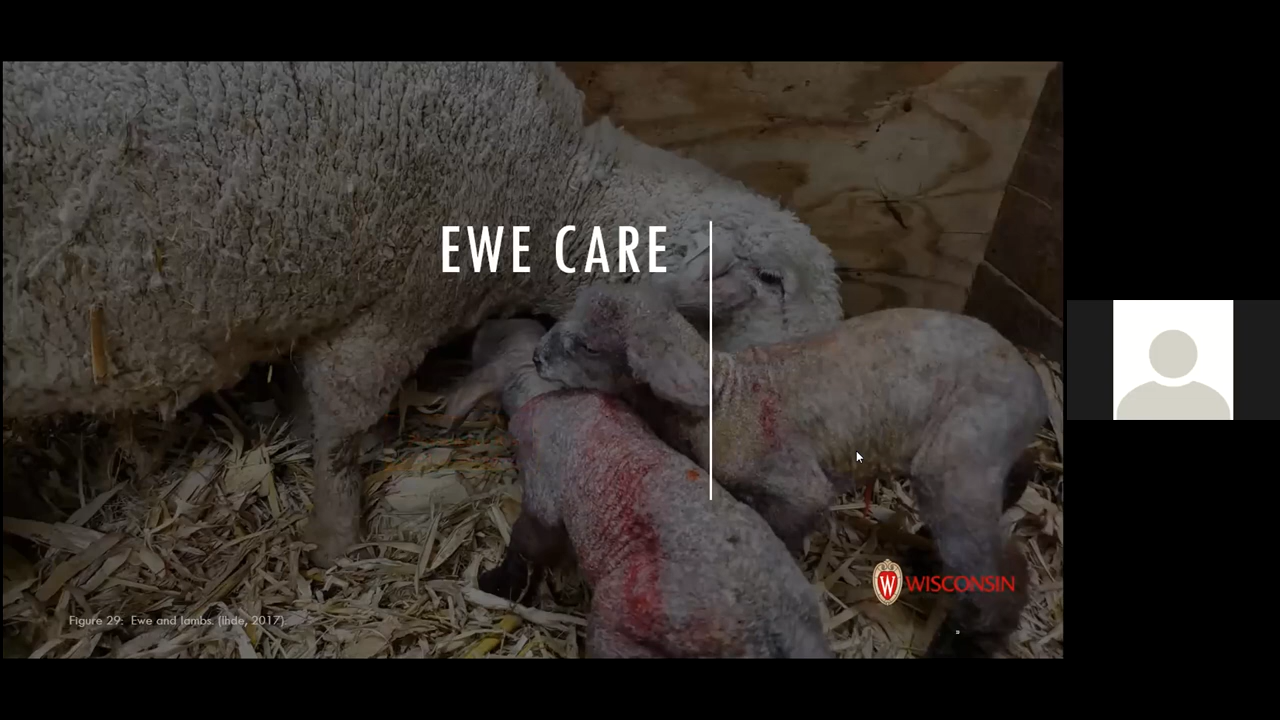 EWE CARE
W WISCONSIN
Figure 29: Ewe and lambs. (Ihde, 2017).